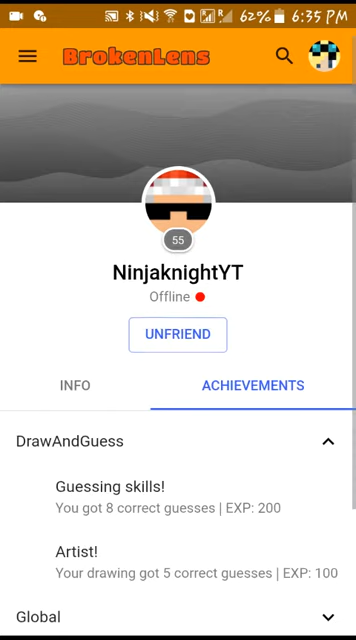 62% 6:35 PM
BrokenLens
55
NinjaknightYT
Offline
UNFRIEND
INFO ACHIEVEMENTS
DrawAndGuess
Guessing skills!
You got 8 correct guesses | EXP: 200
Artist!
Your drawing got 5 correct guesses | EXP: 100
Global